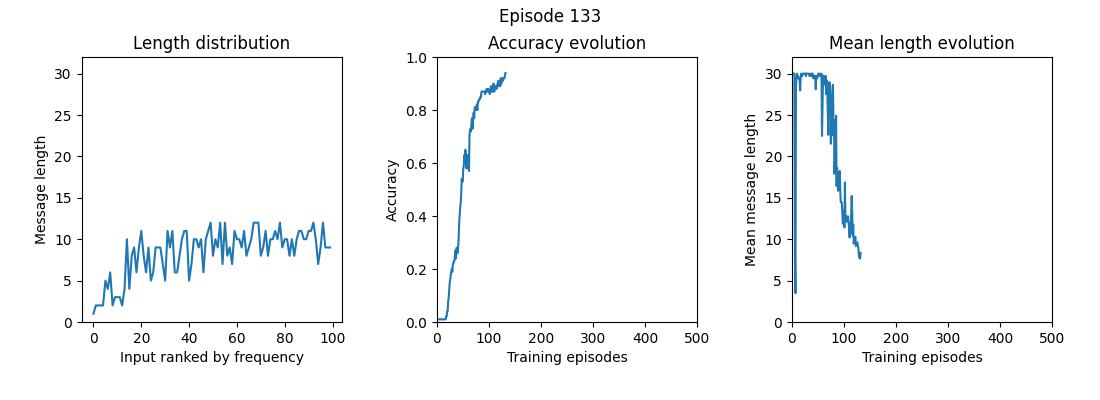 Episode 133
Length distribution
Accuracy evolution
Mean length evolution
Message length
30
25
20
15
10
5
0
0 20 40 60 80 100
Input ranked by frequency
Accuracy
1.0
0.8
0.6
0.4
0.2
0.0
0 100 200 300 400 500
Training episodes
Mean message length
30
25
20
15
10
5
0
0 100 200 300 400 500
Training episodes